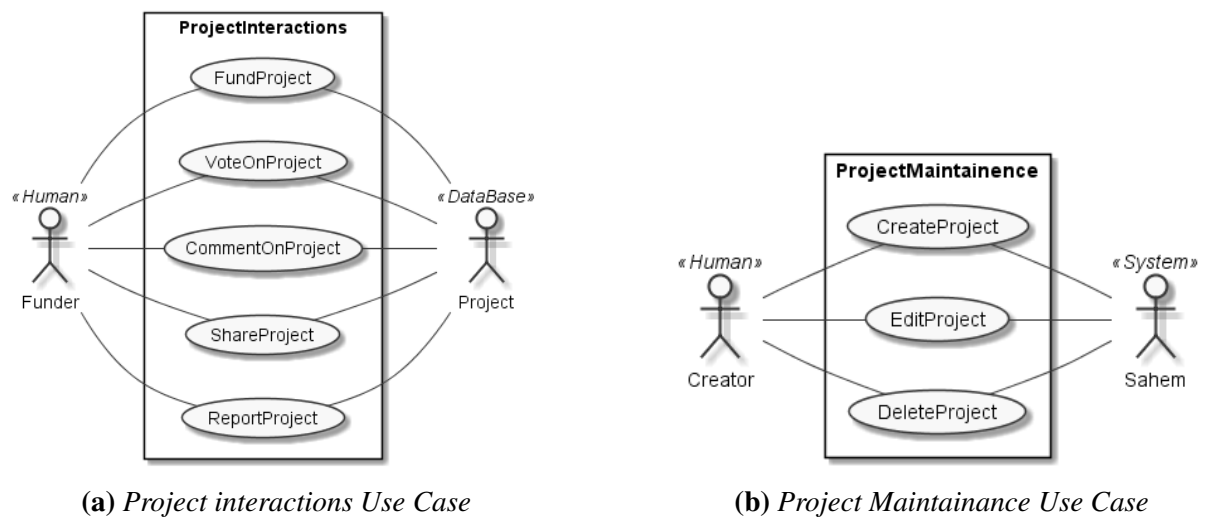 ProjectInteractions
FundProject
VoteOnProject
«Human»
«DataBase»
CommentOnProject
Funder
Project
ShareProject
ReportProject
(a) Project interactions Use Case
ProjectMaintainence
CreateProject
«Human»
«System»
EditProject
Creator
Sahem
DeleteProject
(b) Project Maintainance Use Case